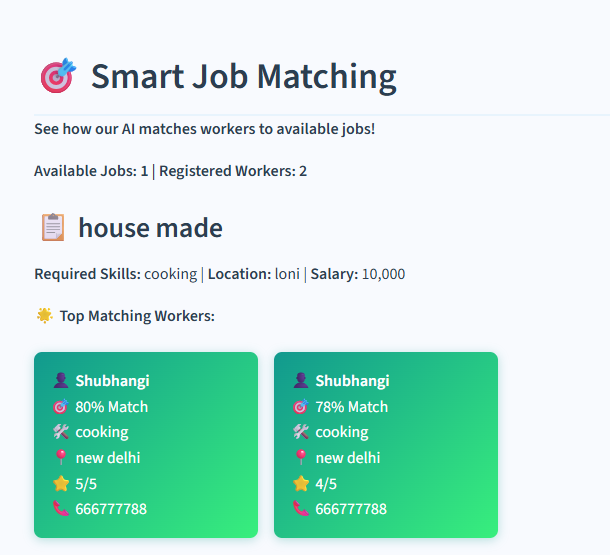 Smart Job Matching
See how our AI matches workers to available jobs!
Available Jobs: 1 | Registered Workers: 2
house made
Required Skills: cooking | Location: loni | Salary: 10,000
Top Matching Workers:
Shubhangi
80% Match
cooking
new delhi
5/5
666777788
Shubhangi
78% Match
cooking
new delhi
4/5
666777788